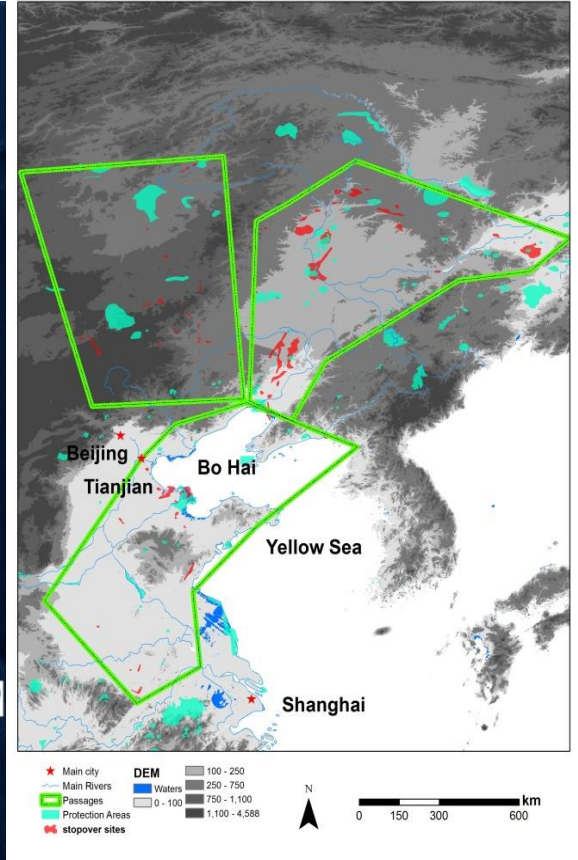 Beijing
Tianjian
Bo Hai
Yellow Sea
Shanghai
Main city
Main Rivers
Passages
Protection Areas
stopover sites
DEM
Waters
0 - 100
100 - 250
250 - 750
750 - 1,100
1,100 - 4,588
N
km
0 150 300 600